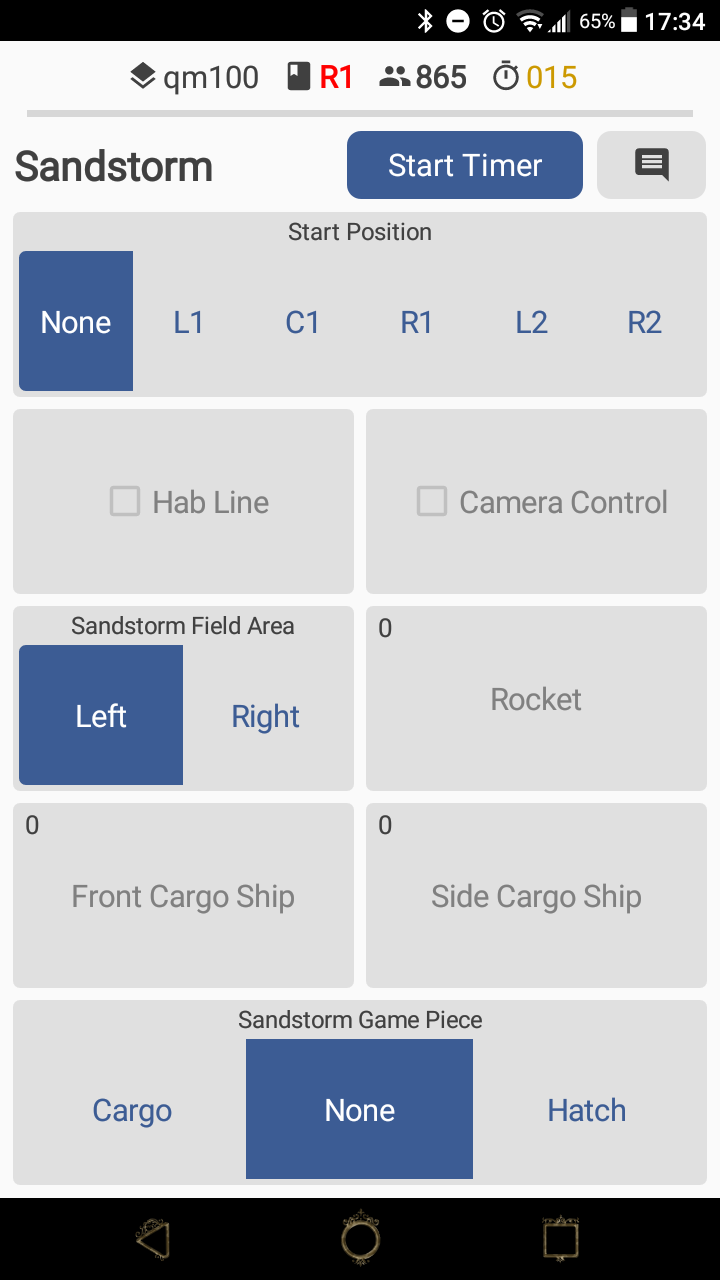 65% 17:34
qm100 R1 865 015
Sandstorm Start Timer
Start Position
None L1 C1 R1 L2 R2
Hab Line Camera Control
Sandstorm Field Area 0
Left Right Rocket
0 0
Front Cargo Ship Side Cargo Ship
Sandstorm Game Piece
Cargo None Hatch